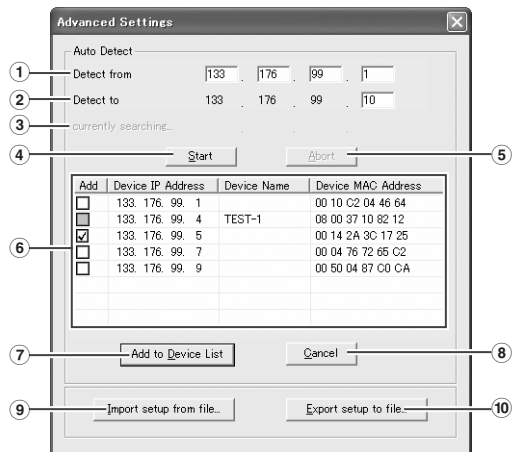 Advanced Settings
Auto Detect
1 Detect from 133 . 176 . 99 . 1
2 Detect to 133 . 176 . 99 . 10
3 currently searching... . . .
4 Start Abort 5
Add Device IP Address Device Name Device MAC Address
133. 176. 99. 1 00 10 C2 04 46 64
133. 176. 99. 4 TEST-1 08 00 37 10 82 12
6 133. 176. 99. 5 00 14 2A 3C 17 25
133. 176. 99. 7 00 04 76 72 65 C2
133. 176. 99. 9 00 50 04 87 C0 CA
7 Add to Device List Cancel 8
9 Import setup from file... Export setup to file... 10